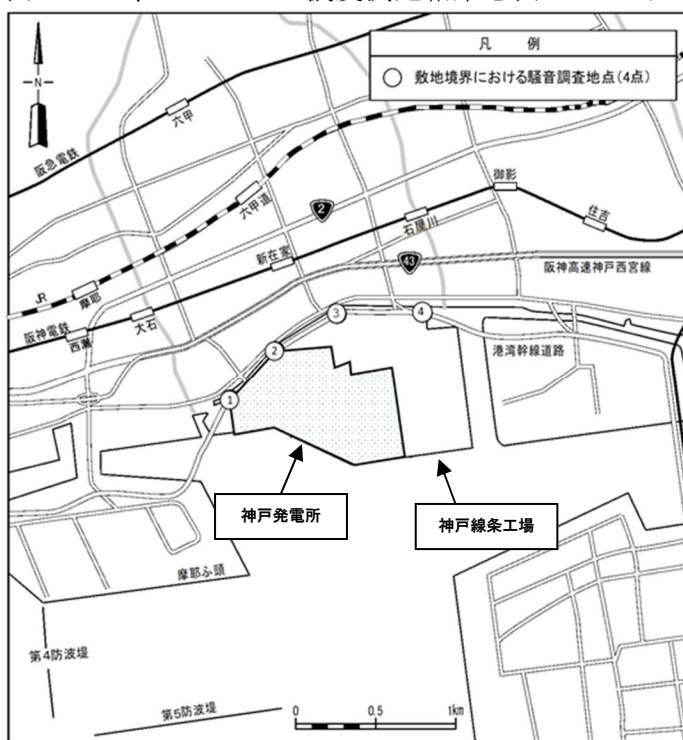 凡 例
○ 敷地境界における騒音調査地点(4点)
N
六甲
阪急電鉄
御影
六甲道
2
住吉
石屋川
新在家
43
阪神高速神戸西宮線
JR
摩耶
大石
阪神電鉄
西灘
3
4
2
港湾幹線道路
1
神戸発電所
神戸線条工場
摩耶ふ頭
第4防波堤
第5防波堤
0 0.5 1km